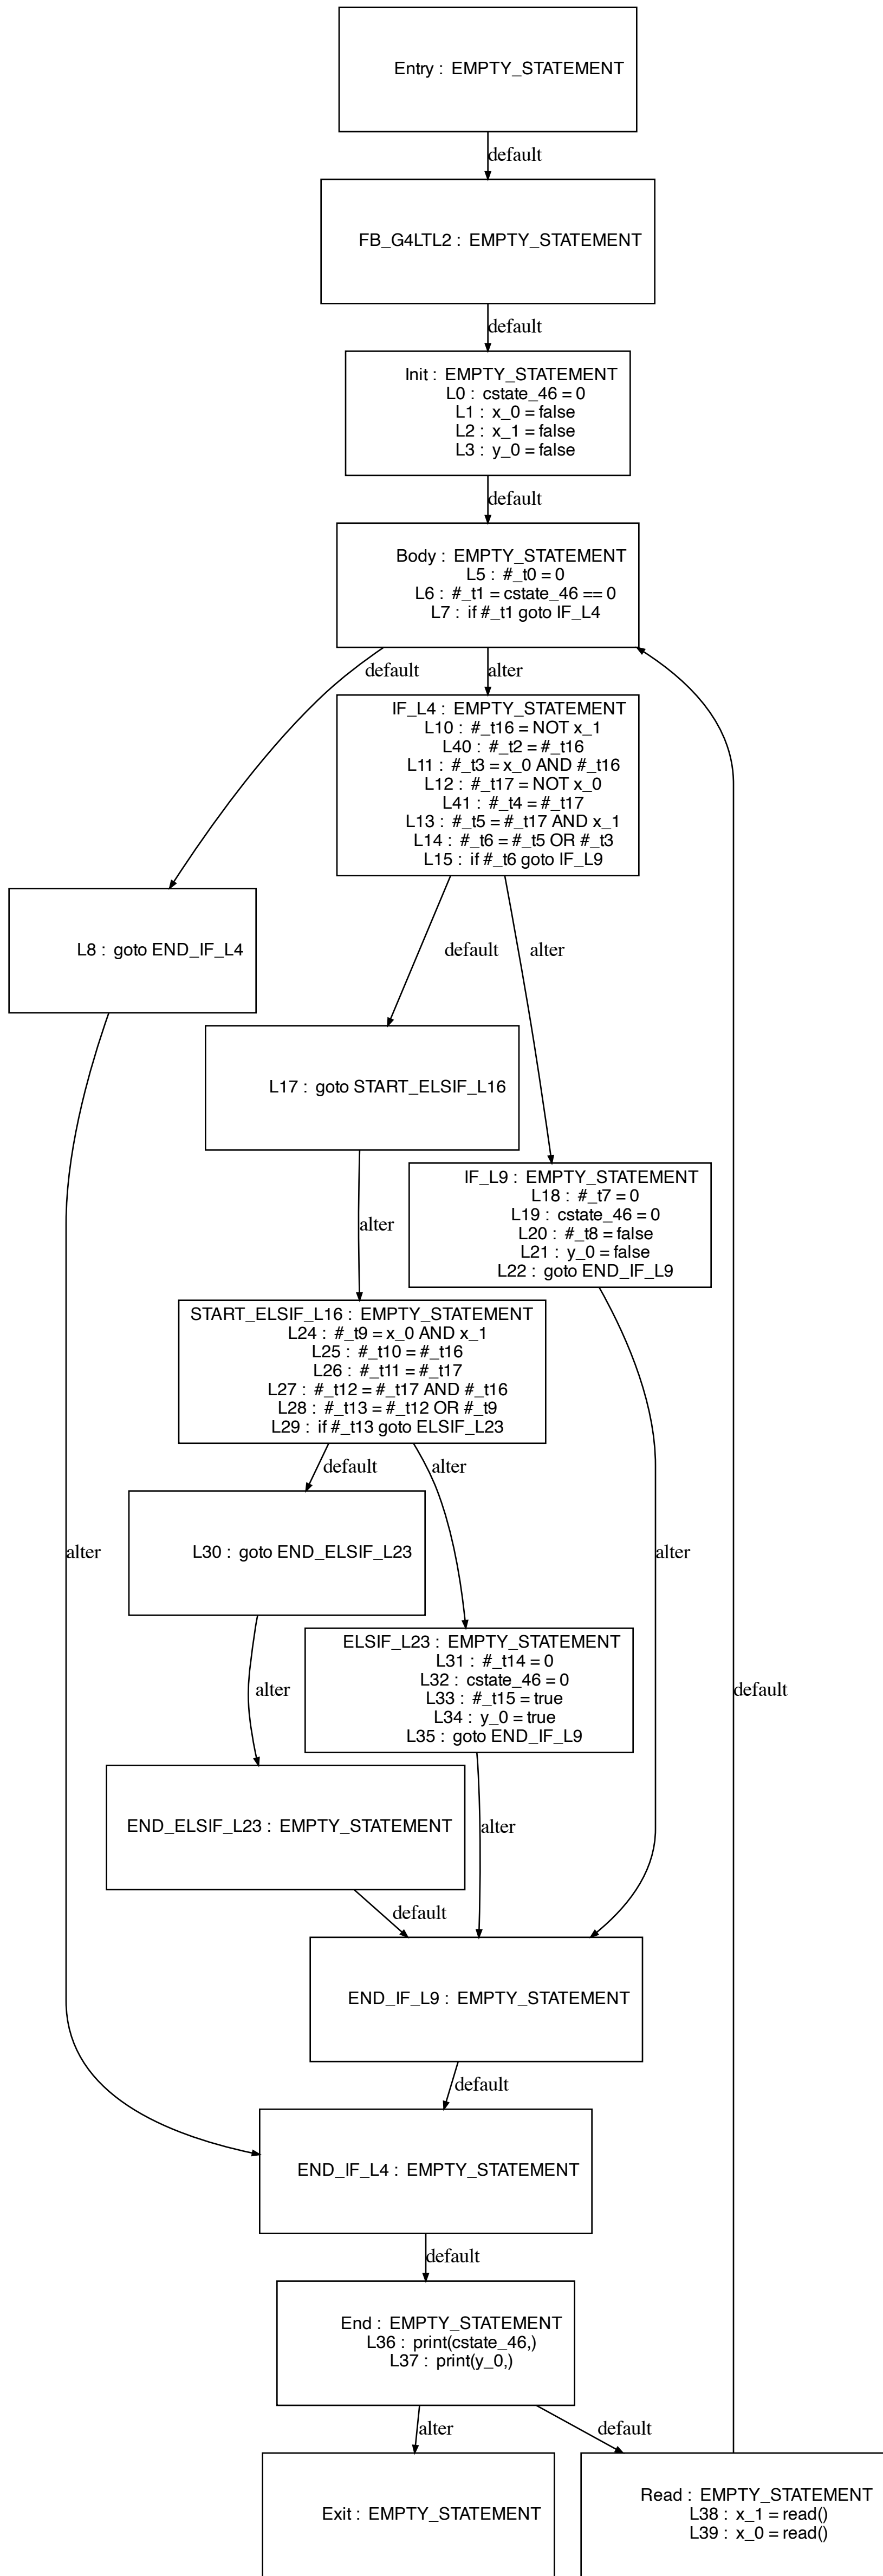 Entry : EMPTY_STATEMENT
default
FB_G4LTL2 : EMPTY_STATEMENT
default
Init : EMPTY_STATEMENT
L0 : cstate_46 = 0
L1 : x_0 = false
L2 : x_1 = false
L3 : y_0 = false
default
Body : EMPTY_STATEMENT
L5 : #_t0 = 0
L6 : #_t1 = cstate_46 == 0
L7 : if #_t1 goto IF_L4
default
alter
IF_L4 : EMPTY_STATEMENT
L10 : #_t16 = NOT x_1
L40 : #_t2 = #_t16
L11 : #_t3 = x_0 AND #_t16
L12 : #_t17 = NOT x_0
L41 : #_t4 = #_t17
L13 : #_t5 = #_t17 AND x_1
L14 : #_t6 = #_t5 OR #_t3
L15 : if #_t6 goto IF_L9
L8 : goto END_IF_L4
default
alter
L17 : goto START_ELSIF_L16
IF_L9 : EMPTY_STATEMENT
L18 : #_t7 = 0
L19 : cstate_46 = 0
L20 : #_t8 = false
L21 : y_0 = false
L22 : goto END_IF_L9
alter
START_ELSIF_L16 : EMPTY_STATEMENT
L24 : #_t9 = x_0 AND x_1
L25 : #_t10 = #_t16
L26 : #_t11 = #_t17
L27 : #_t12 = #_t17 AND #_t16
L28 : #_t13 = #_t12 OR #_t9
L29 : if #_t13 goto ELSIF_L23
default
alter
alter
L30 : goto END_ELSIF_L23
alter
ELSIF_L23 : EMPTY_STATEMENT
L31 : #_t14 = 0
L32 : cstate_46 = 0
L33 : #_t15 = true
L34 : y_0 = true
L35 : goto END_IF_L9
alter
default
END_ELSIF_L23 : EMPTY_STATEMENT
alter
default
END_IF_L9 : EMPTY_STATEMENT
default
END_IF_L4 : EMPTY_STATEMENT
default
End : EMPTY_STATEMENT
L36 : print(cstate_46,)
L37 : print(y_0,)
alter
default
Exit : EMPTY_STATEMENT
Read : EMPTY_STATEMENT
L38 : x_1 = read()
L39 : x_0 = read()